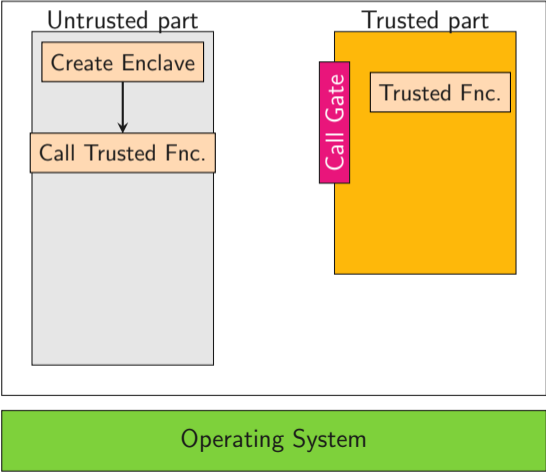 Untrusted part
Trusted part
Create Enclave
Trusted Fnc.
Call Gate
Call Trusted Fnc.
Operating System